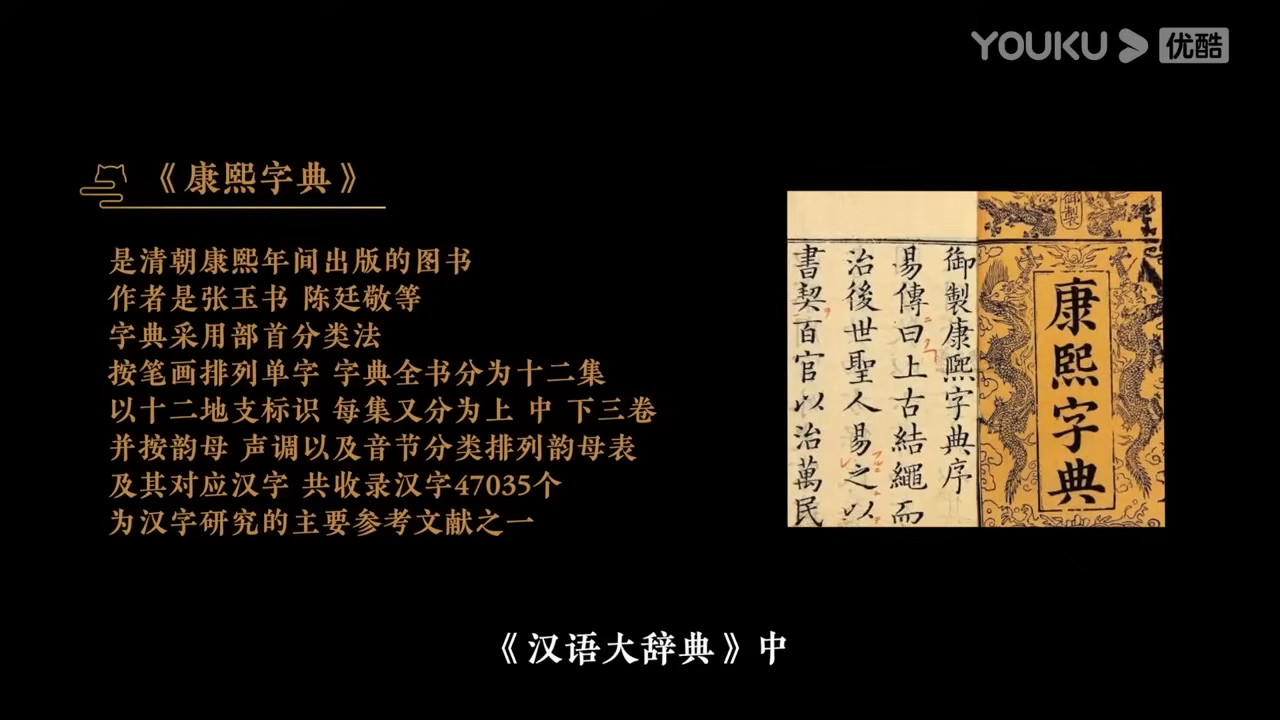 YOUKU 优酷
《康熙字典》
是清朝康熙年间出版的图书
作者是张玉书 陈廷敬等
字典采用部首分类法
按笔画排列单字 字典全书分为十二集
以十二地支标识 每集又分为上 中 下三卷
并按韵母 声调以及音节分类排列韵母表
及其对应汉字 共收录汉字47035个
为汉字研究的主要参考文献之一
御製康熙字典序
易傳曰上古結繩而
治後世聖人易之以
書契百官以治萬民
御製
康熙字典
《汉语大辞典》中